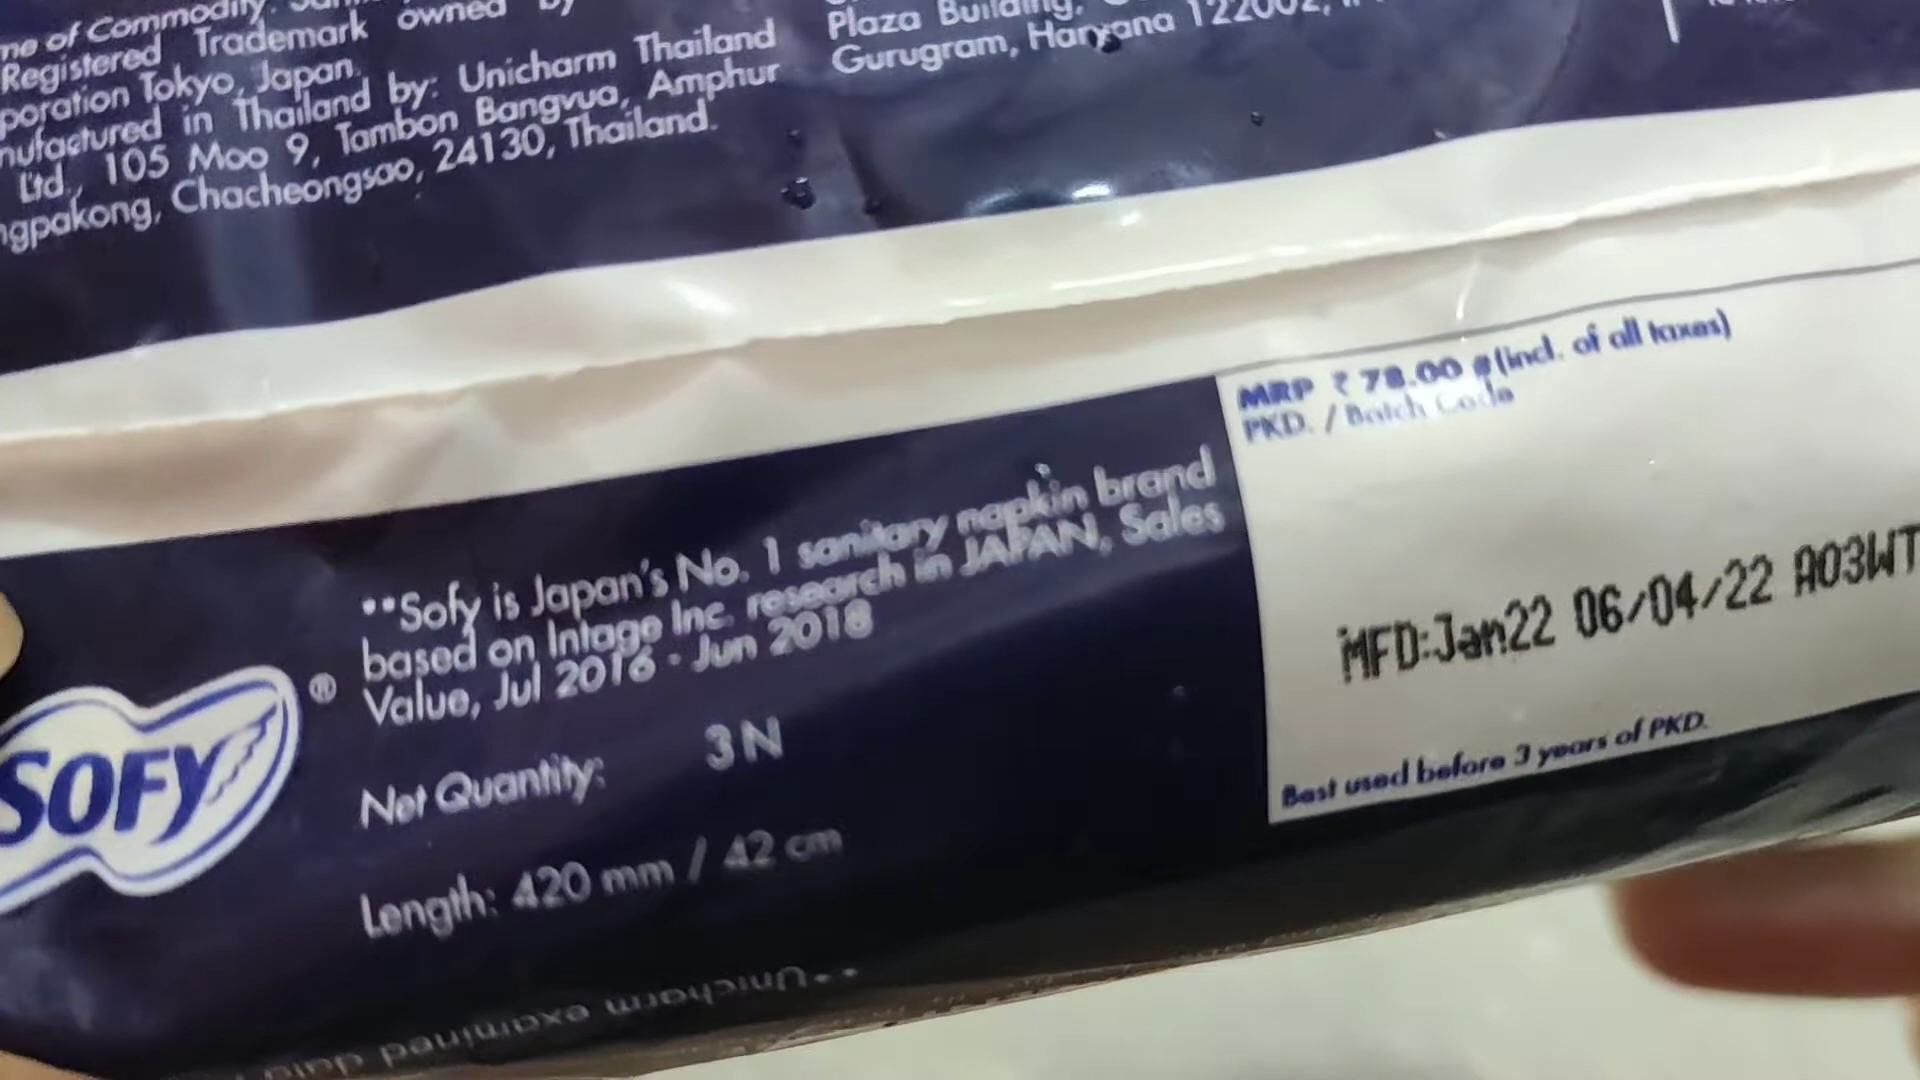 me of Commodity:
Registered Trademark owned by
poration Tokyo, Japan.
nufactured in Thailand by: Unicharm Thailand
Ltd., 105 Moo 9, Tambon Bangvua, Amphur
ngpakong, Chacheongsao, 24130, Thailand.
Plaza Building,
Gurugram, Haryana 122002,
MRP ₹ 78.00 (incl. of all taxes)
PKD. / Batch Code
MFD:Jan22 06/04/22 A03WT
Best used before 3 years of PKD.
**Sofy is Japan's No. 1 sanitary napkin brand
based on Intage Inc. research in JAPAN, Sales
Value, Jul 2016 - Jun 2018
SOFY®
Net Quantity: 3N
Length: 420 mm / 42 cm
**Unicharm examined data